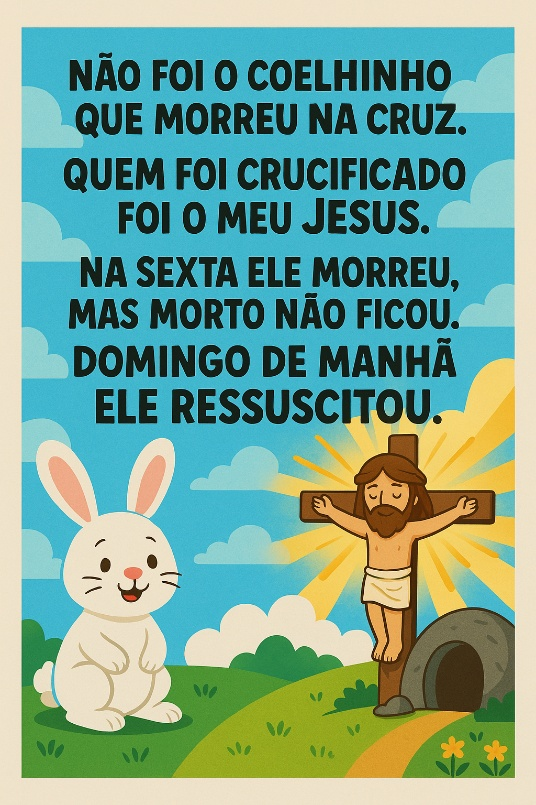 NÃO FOI O COELHINHO
QUE MORREU NA CRUZ.
QUEM FOI CRUCIFICADO
FOI O MEU JESUS.
NA SEXTA ELE MORREU,
MAS MORTO NÃO FICOU.
DOMINGO DE MANHÃ
ELE RESSUSCITOU.